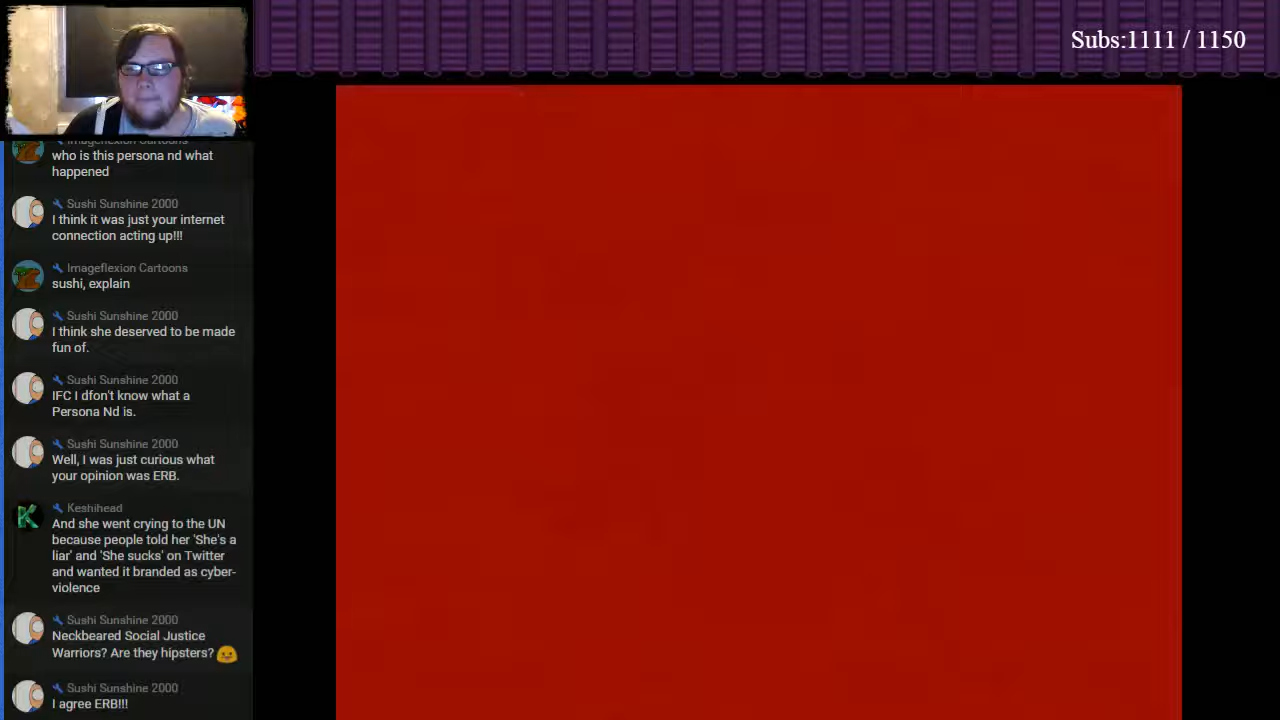 Subs:1111 / 1150
Imageflexion Cartoons
who is this persona nd what
happened
Sushi Sunshine 2000
I think it was just your internet
connection acting up!!!
Imageflexion Cartoons
sushi, explain
Sushi Sunshine 2000
I think she deserved to be made
fun of.
Sushi Sunshine 2000
IFC I dfon't know what a
Persona Nd is.
Sushi Sunshine 2000
Well, I was just curious what
your opinion was ERB.
Keshihead
And she went crying to the UN
because people told her 'She's a
liar' and 'She sucks' on Twitter
and wanted it branded as cyber-
violence
Sushi Sunshine 2000
Neckbeared Social Justice
Warriors? Are they hipsters?
Sushi Sunshine 2000
I agree ERB!!!